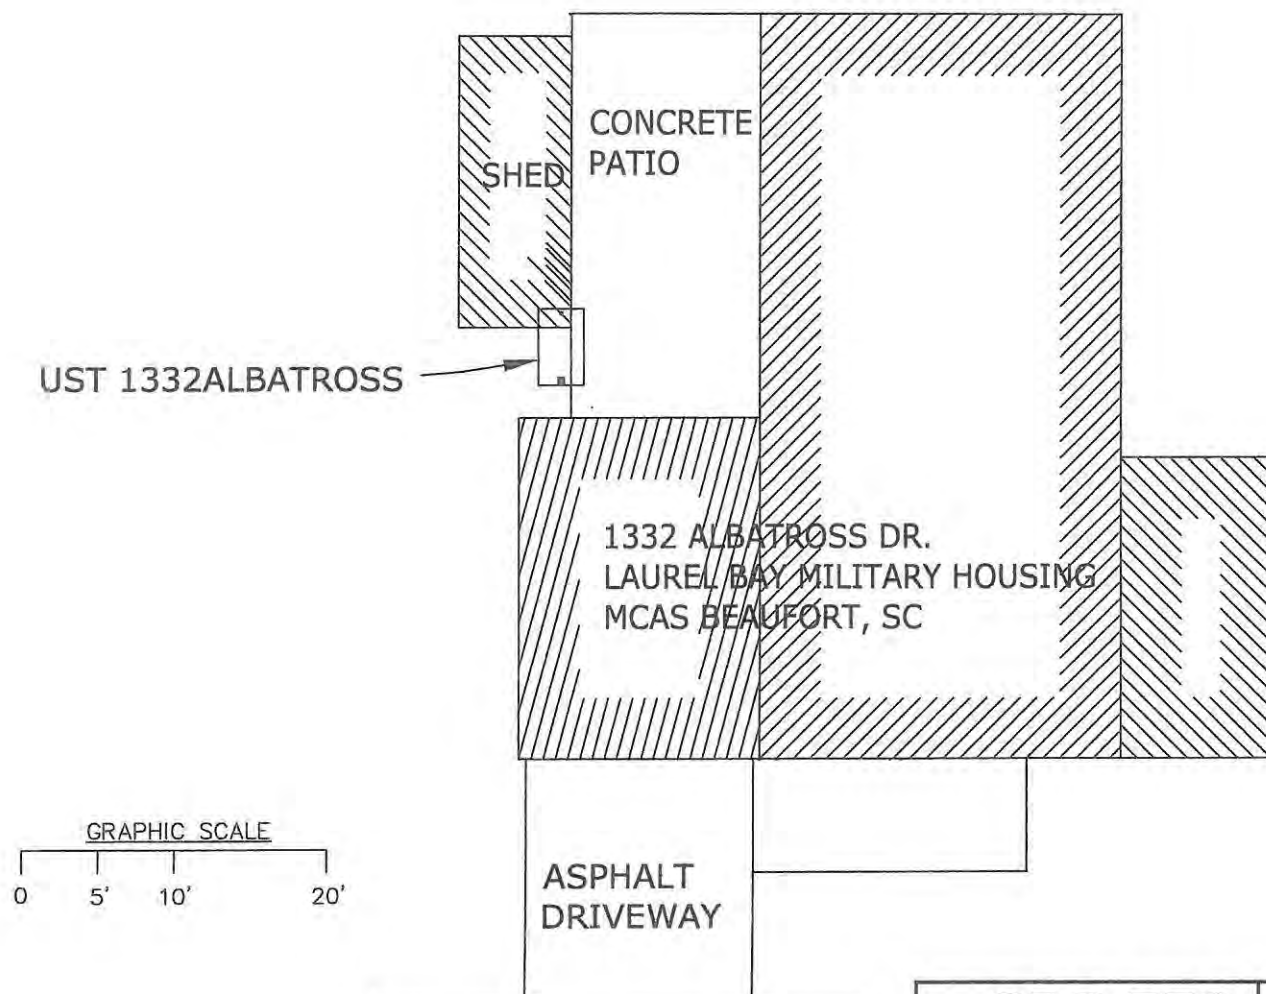 CONCRETE
PATIO
SHED
UST 1332ALBATROSS
1332 ALBATROSS DR.
LAUREL BAY MILITARY HOUSING
MCAS BEAUFORT, SC
GRAPHIC SCALE
0 5' 10' 20'
ASPHALT
DRIVEWAY